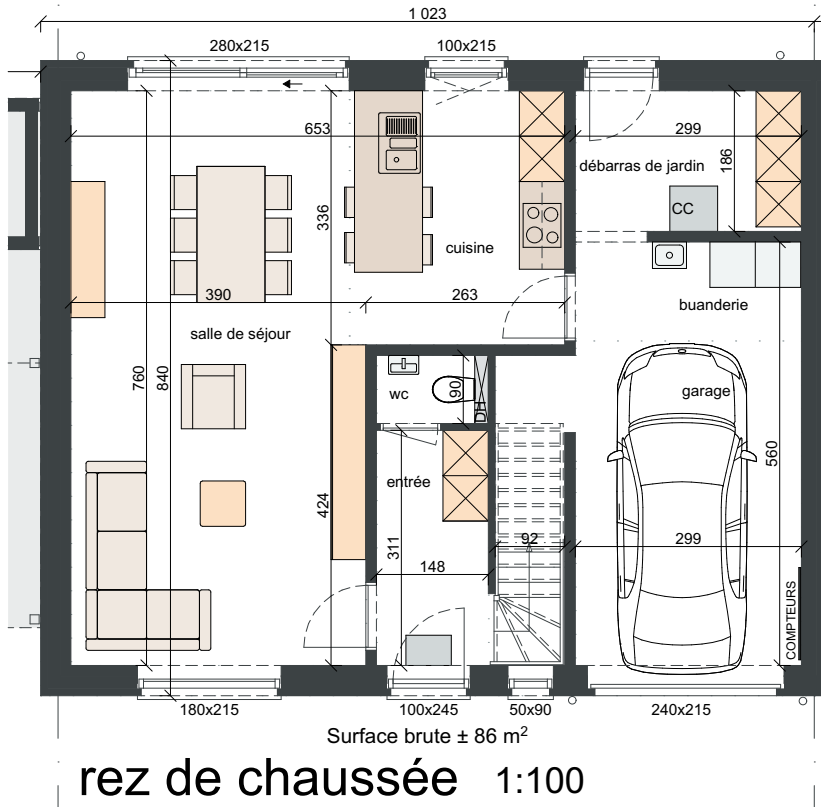 1 023
280x215
100x215
653
299
débarras de jardin
186
CC
336
cuisine
390
263
buanderie
salle de séjour
760
840
wc
90
DH
garage
entrée
560
424
311
92
299
148
COMPTEURS
180x215
100x245
50x90
240x215
Surface brute ± 86 m²
rez de chaussée 1:100